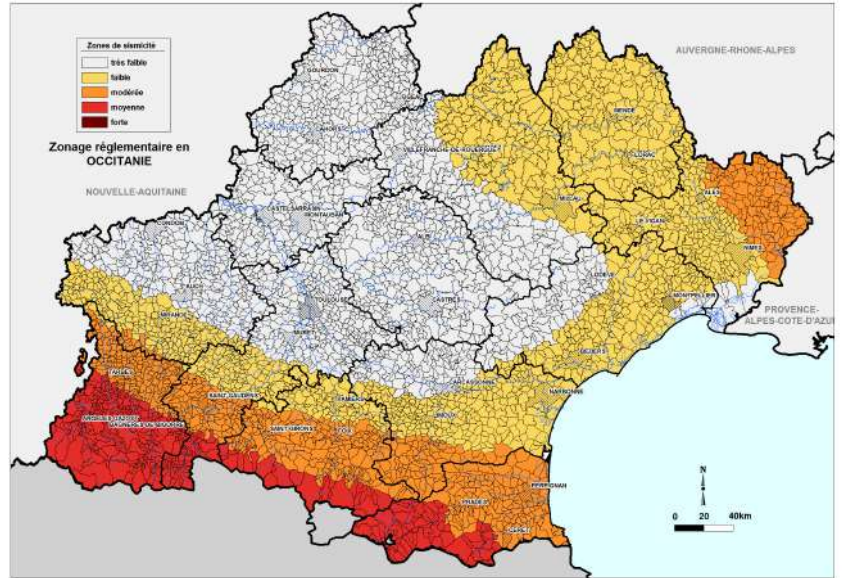 Zones de sismicité
très faible
faible
modérée
moyenne
forte
Zonage réglementaire en
OCCITANIE
AUVERGNE-RHONE-ALPES
NOUVELLE-AQUITAINE
PROVENCE-
ALPES-COTE-D'AZUR
GOURDON
CAHORS
VILLEFRANCHE-DE-ROUERGUE
MENDE
FLORAC
ALES
MILLAU
LE VIGAN
NIMES
CASTELSARRASIN
MONTAUBAN
CONDOM
ALBI
LODEVE
MONTPELLIER
AUCH
TOULOUSE
CASTRES
MIRANDE
MURET
BEZIERS
CARCASSONNE
NARBONNE
TARBES
SAINT-GAUDENS
PAMIERS
LIMOUX
ARGELES-GAZOST
BAGNERES-DE-BIGORRE
SAINT-GIRONS
FOIX
PERPIGNAN
PRADES
CERET
N
0 20 40km